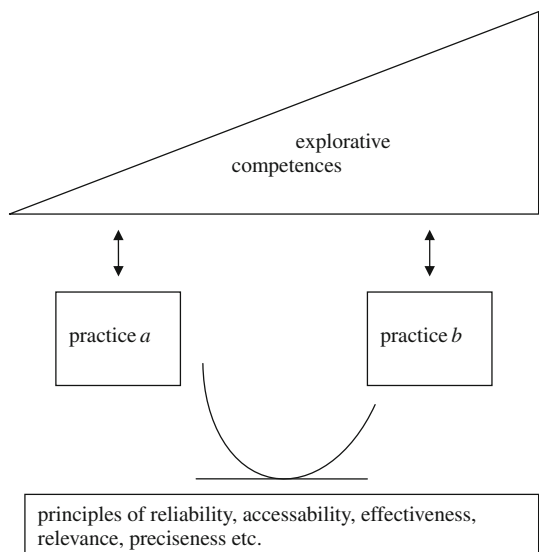 explorative
competences
practice a
practice b
principles of reliability, accessability, effectiveness,
relevance, preciseness etc.